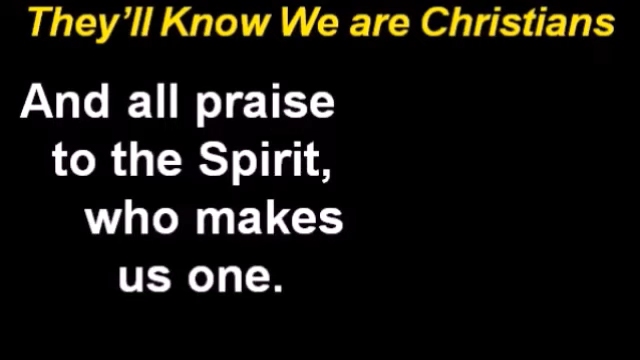 They’ll Know We are Christians
And all praise
to the Spirit,
who makes
us one.